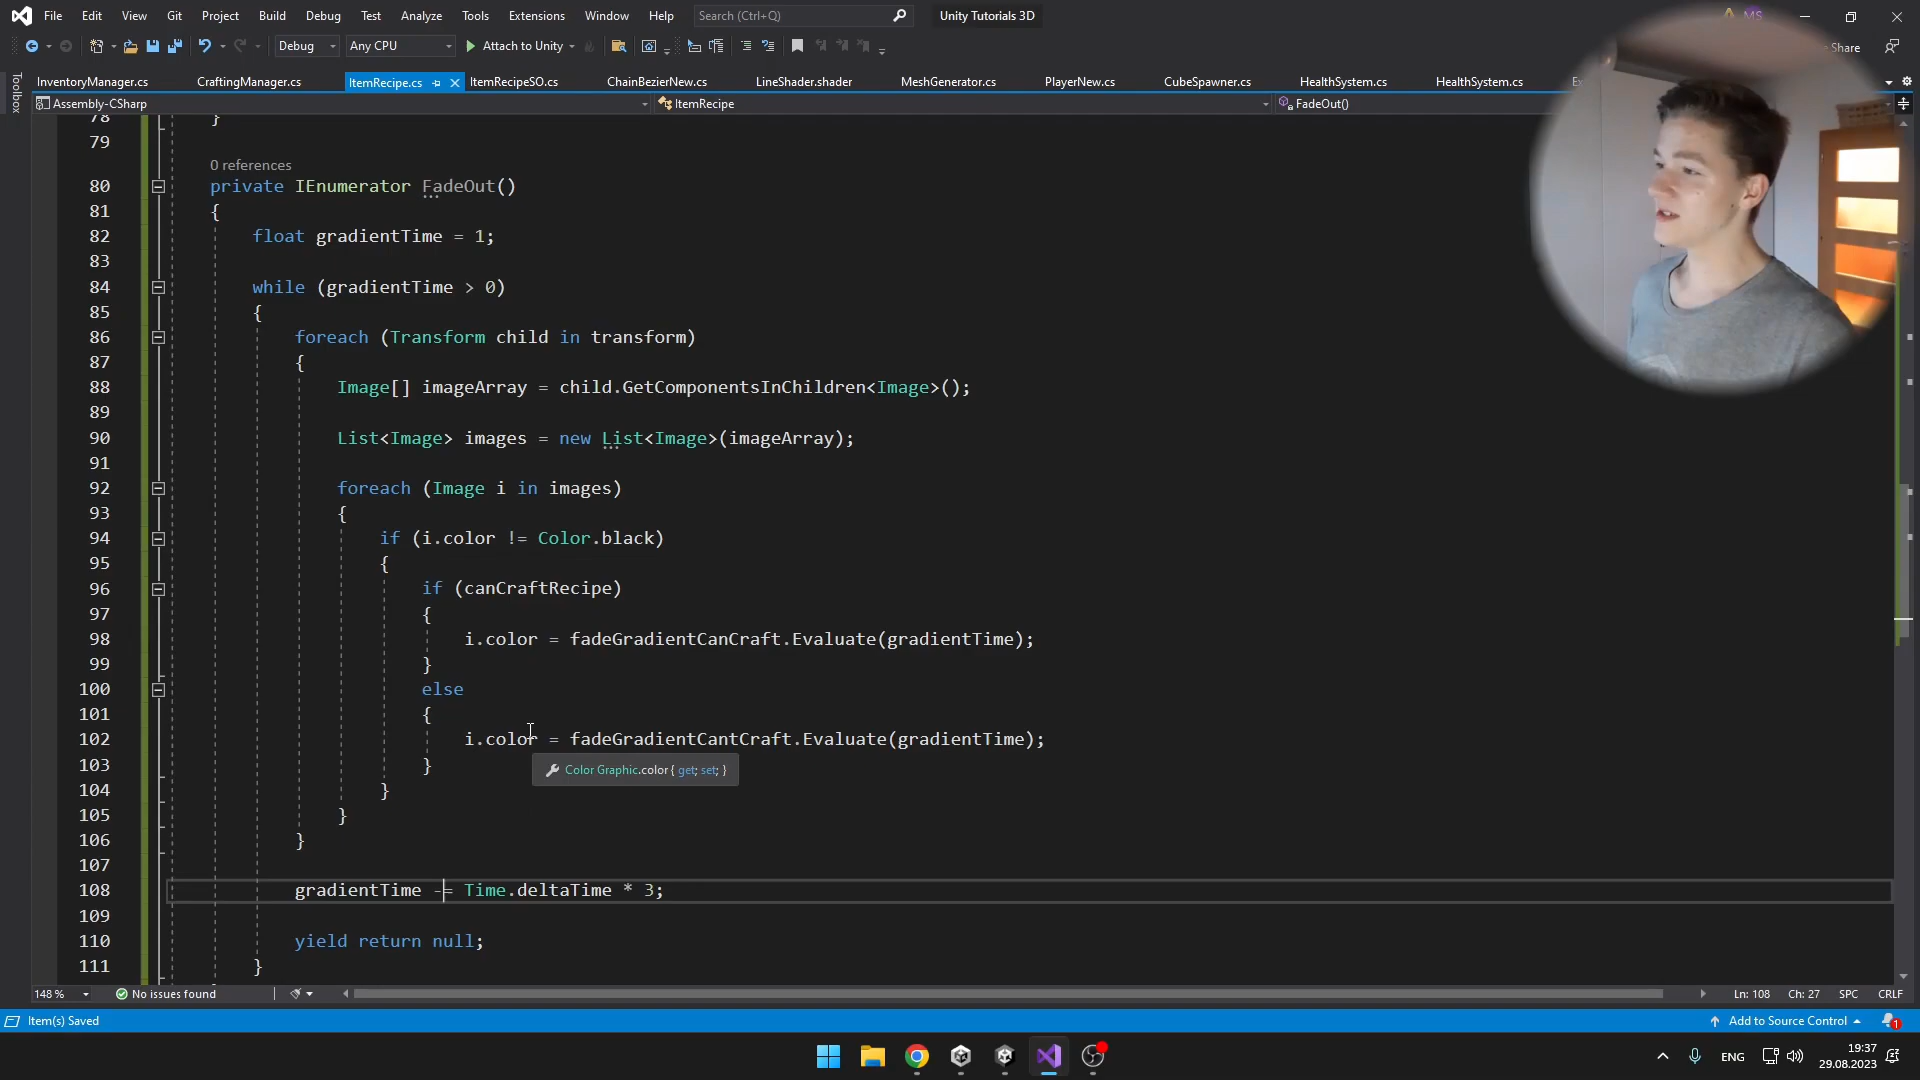 File Edit View Git Project Build Debug Test Analyze Tools Extensions Window Help Search (Ctrl+Q) Unity Tutorials 3D MS
Debug Any CPU Attach to Unity Share
InventoryManager.cs CraftingManager.cs ItemRecipe.cs ItemRecipeSO.cs ChainBezierNew.cs LineShader.shader MeshGenerator.cs PlayerNew.cs CubeSpawner.cs HealthSystem.cs HealthSystem.cs
Toolbox
Assembly-CSharp ItemRecipe FadeOut()
78 }
79
0 references
80 private IEnumerator FadeOut()
81 {
82 float gradientTime = 1;
83
84 while (gradientTime > 0)
85 {
86 foreach (Transform child in transform)
87 {
88 Image[] imageArray = child.GetComponentsInChildren<Image>();
89
90 List<Image> images = new List<Image>(imageArray);
91
92 foreach (Image i in images)
93 {
94 if (i.color != Color.black)
95 {
96 if (canCraftRecipe)
97 {
98 i.color = fadeGradientCanCraft.Evaluate(gradientTime);
99 }
100 else
101 {
102 i.color = fadeGradientCantCraft.Evaluate(gradientTime);
103 }
Color Graphic.color { get; set; }
104 }
105 }
106 }
107
108 gradientTime -= Time.deltaTime * 3;
109
110 yield return null;
111 }
148 % No issues found Ln: 108 Ch: 27 SPC CRLF
Item(s) Saved Add to Source Control 1
ENG 19:37
29.08.2023